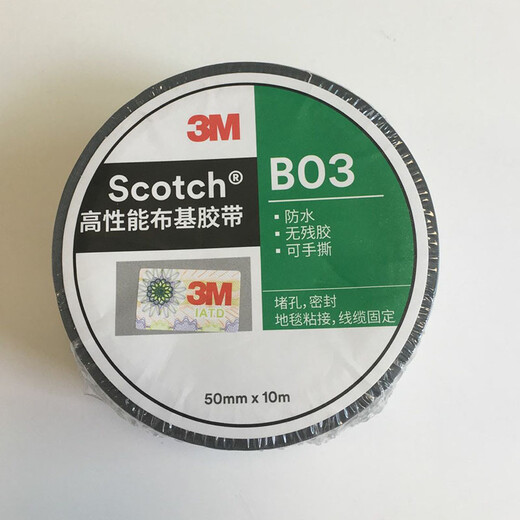 3M
Scotch®
高性能布基胶带
B03
· 防水
· 无残胶
· 可手撕
堵孔,密封
地毯粘接,线缆固定
3M
IATD
50mm x 10m